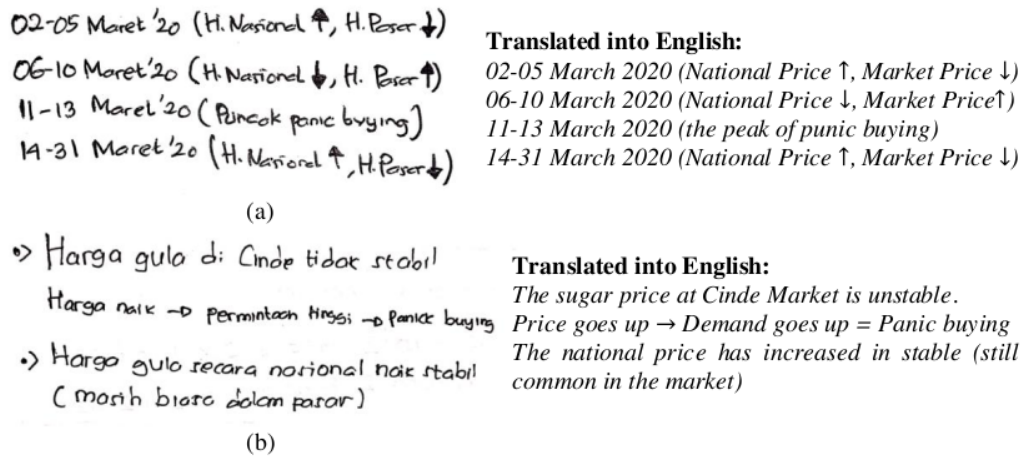 02-05 Maret '20 (H. Nasional ↑, H. Pasar ↓)
06-10 Maret '20 (H. Nasional ↓, H. Pasar ↑)
11-13 Maret '20 (Puncak panic buying)
14-31 Maret '20 (H. Nasional ↑, H. Pasar ↓)
(a)
Translated into English:
02-05 March 2020 (National Price ↑, Market Price ↓)
06-10 March 2020 (National Price ↓, Market Price↑)
11-13 March 2020 (the peak of punic buying)
14-31 March 2020 (National Price ↑, Market Price ↓)
•> Harga gula di Cinde tidak stabil
Harga naik → permintaan tinggi → Panick buying
•> Harga gula secara nasional naik stabil
(masih biasa dalam pasar)
(b)
Translated into English:
The sugar price at Cinde Market is unstable.
Price goes up → Demand goes up = Panic buying
The national price has increased in stable (still
common in the market)